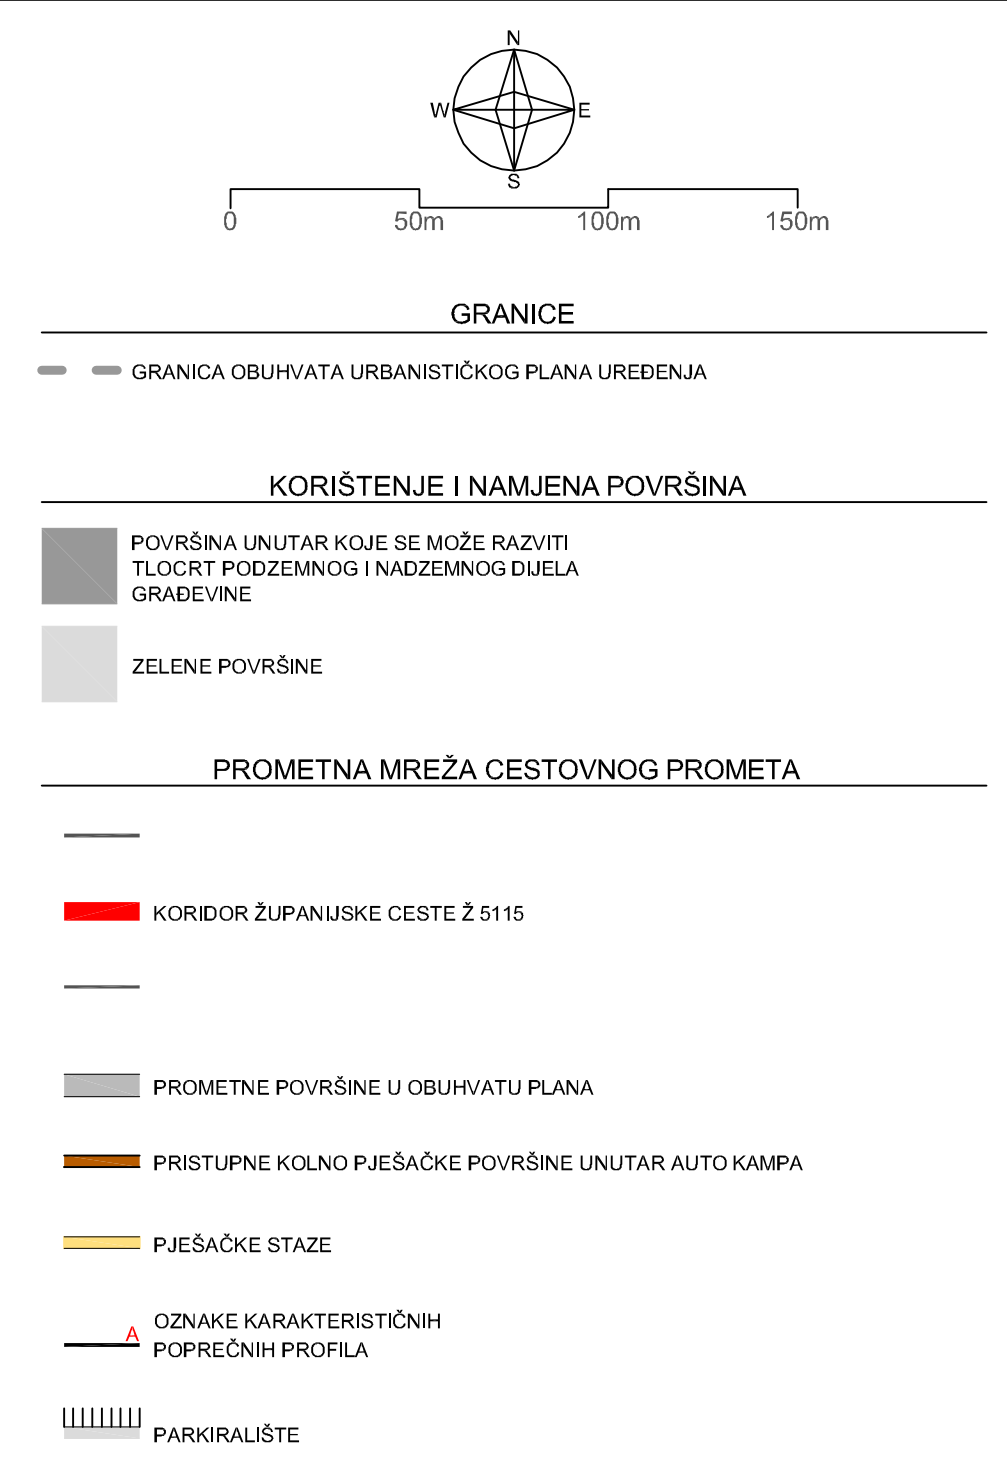 N
W E
S
0 50m 100m 150m
GRANICE
GRANICA OBUHVATA URBANISTIČKOG PLANA UREĐENJA
KORIŠTENJE I NAMJENA POVRŠINA
POVRŠINA UNUTAR KOJE SE MOŽE RAZVITI
TLOCRT PODZEMNOG I NADZEMNOG DIJELA
GRAĐEVINE
ZELENE POVRŠINE
PROMETNA MREŽA CESTOVNOG PROMETA
KORIDOR ŽUPANIJSKE CESTE Ž 5115
PROMETNE POVRŠINE U OBUHVATU PLANA
PRISTUPNE KOLNO PJEŠAČKE POVRŠINE UNUTAR AUTO KAMPA
PJEŠAČKE STAZE
A
OZNAKE KARAKTERISTIČNIH
POPREČNIH PROFILA
PARKIRALIŠTE